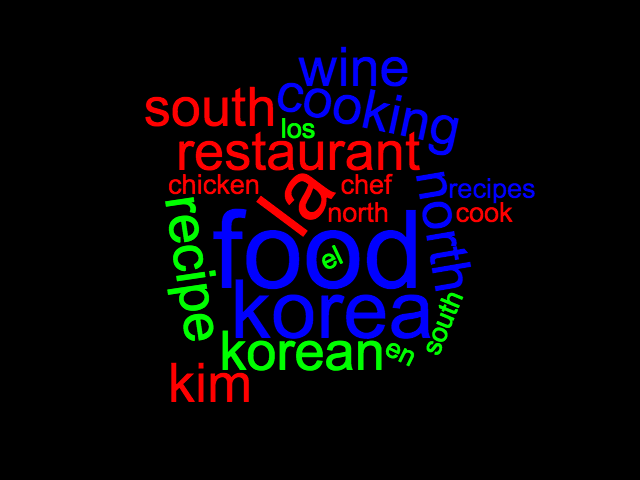 wine
cooking
south
los
restaurant
la
chicken
chef
north
recipes
north
cook
recipe
food
el
korea
south
korean
en
kim